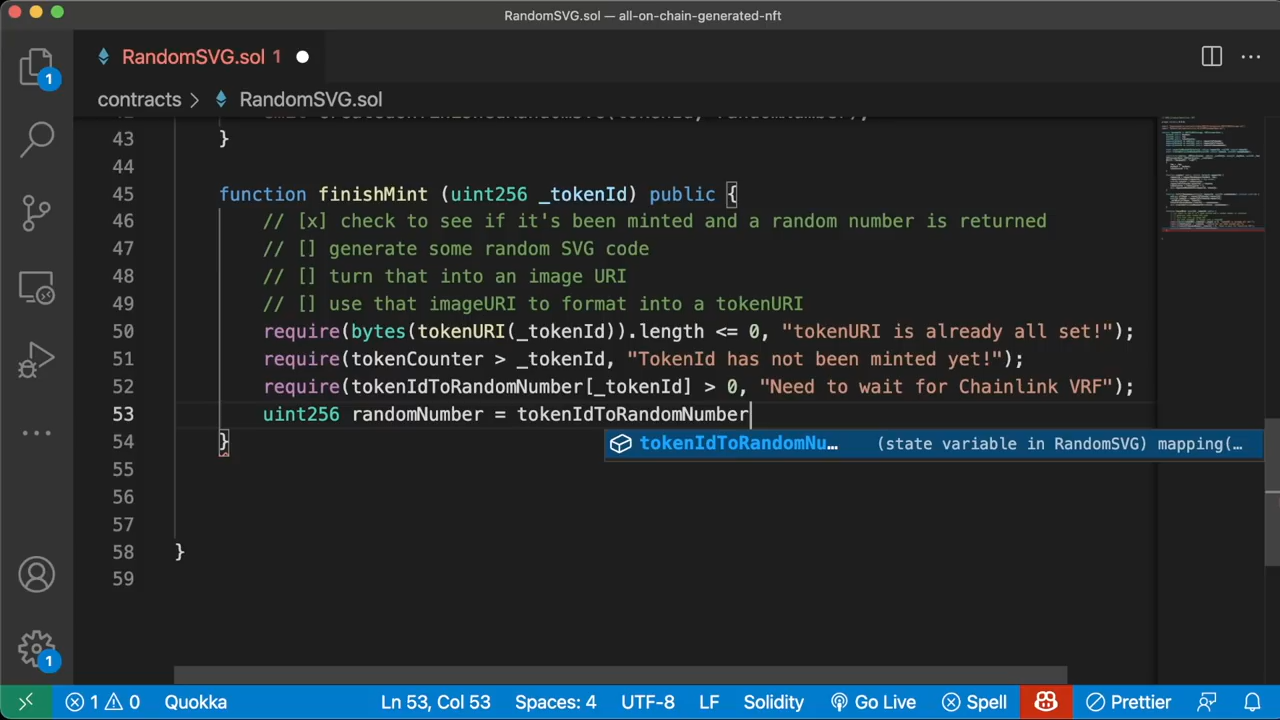 RandomSVG.sol — all-on-chain-generated-nft
RandomSVG.sol 1
contracts > RandomSVG.sol
43 }
44
45 function finishMint (uint256 _tokenId) public {
46 // [x] check to see if it's been minted and a random number is returned
47 // [] generate some random SVG code
48 // [] turn that into an image URI
49 // [] use that imageURI to format into a tokenURI
50 require(bytes(tokenURI(_tokenId)).length <= 0, "tokenURI is already all set!");
51 require(tokenCounter > _tokenId, "TokenId has not been minted yet!");
52 require(tokenIdToRandomNumber[_tokenId] > 0, "Need to wait for Chainlink VRF");
53 uint256 randomNumber = tokenIdToRandomNumber
54 }
tokenIdToRandomNu… (state variable in RandomSVG) mapping(…
55
56
57
58 }
59
1
1
1 0 Quokka Ln 53, Col 53 Spaces: 4 UTF-8 LF Solidity Go Live Spell Prettier